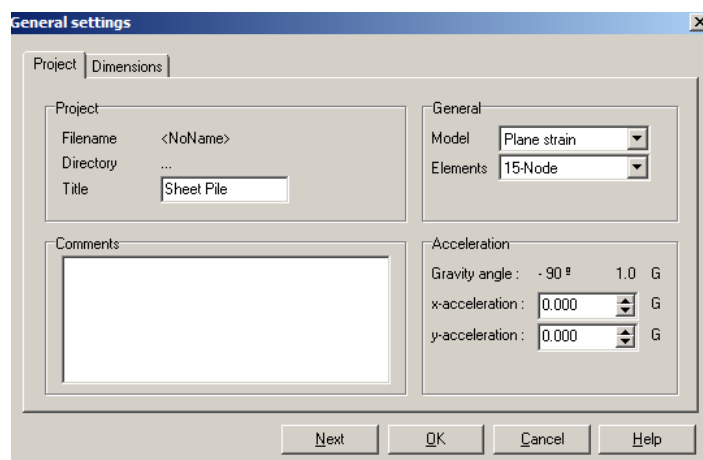 General settings
Project
Dimensions
Project
Filename <NoName>
Directory ...
Title Sheet Pile
General
Model Plane strain
Elements 15-Node
Comments
Acceleration
Gravity angle : - 90 º 1.0 G
x-acceleration : 0.000 G
y-acceleration : 0.000 G
Next
OK
Cancel
Help